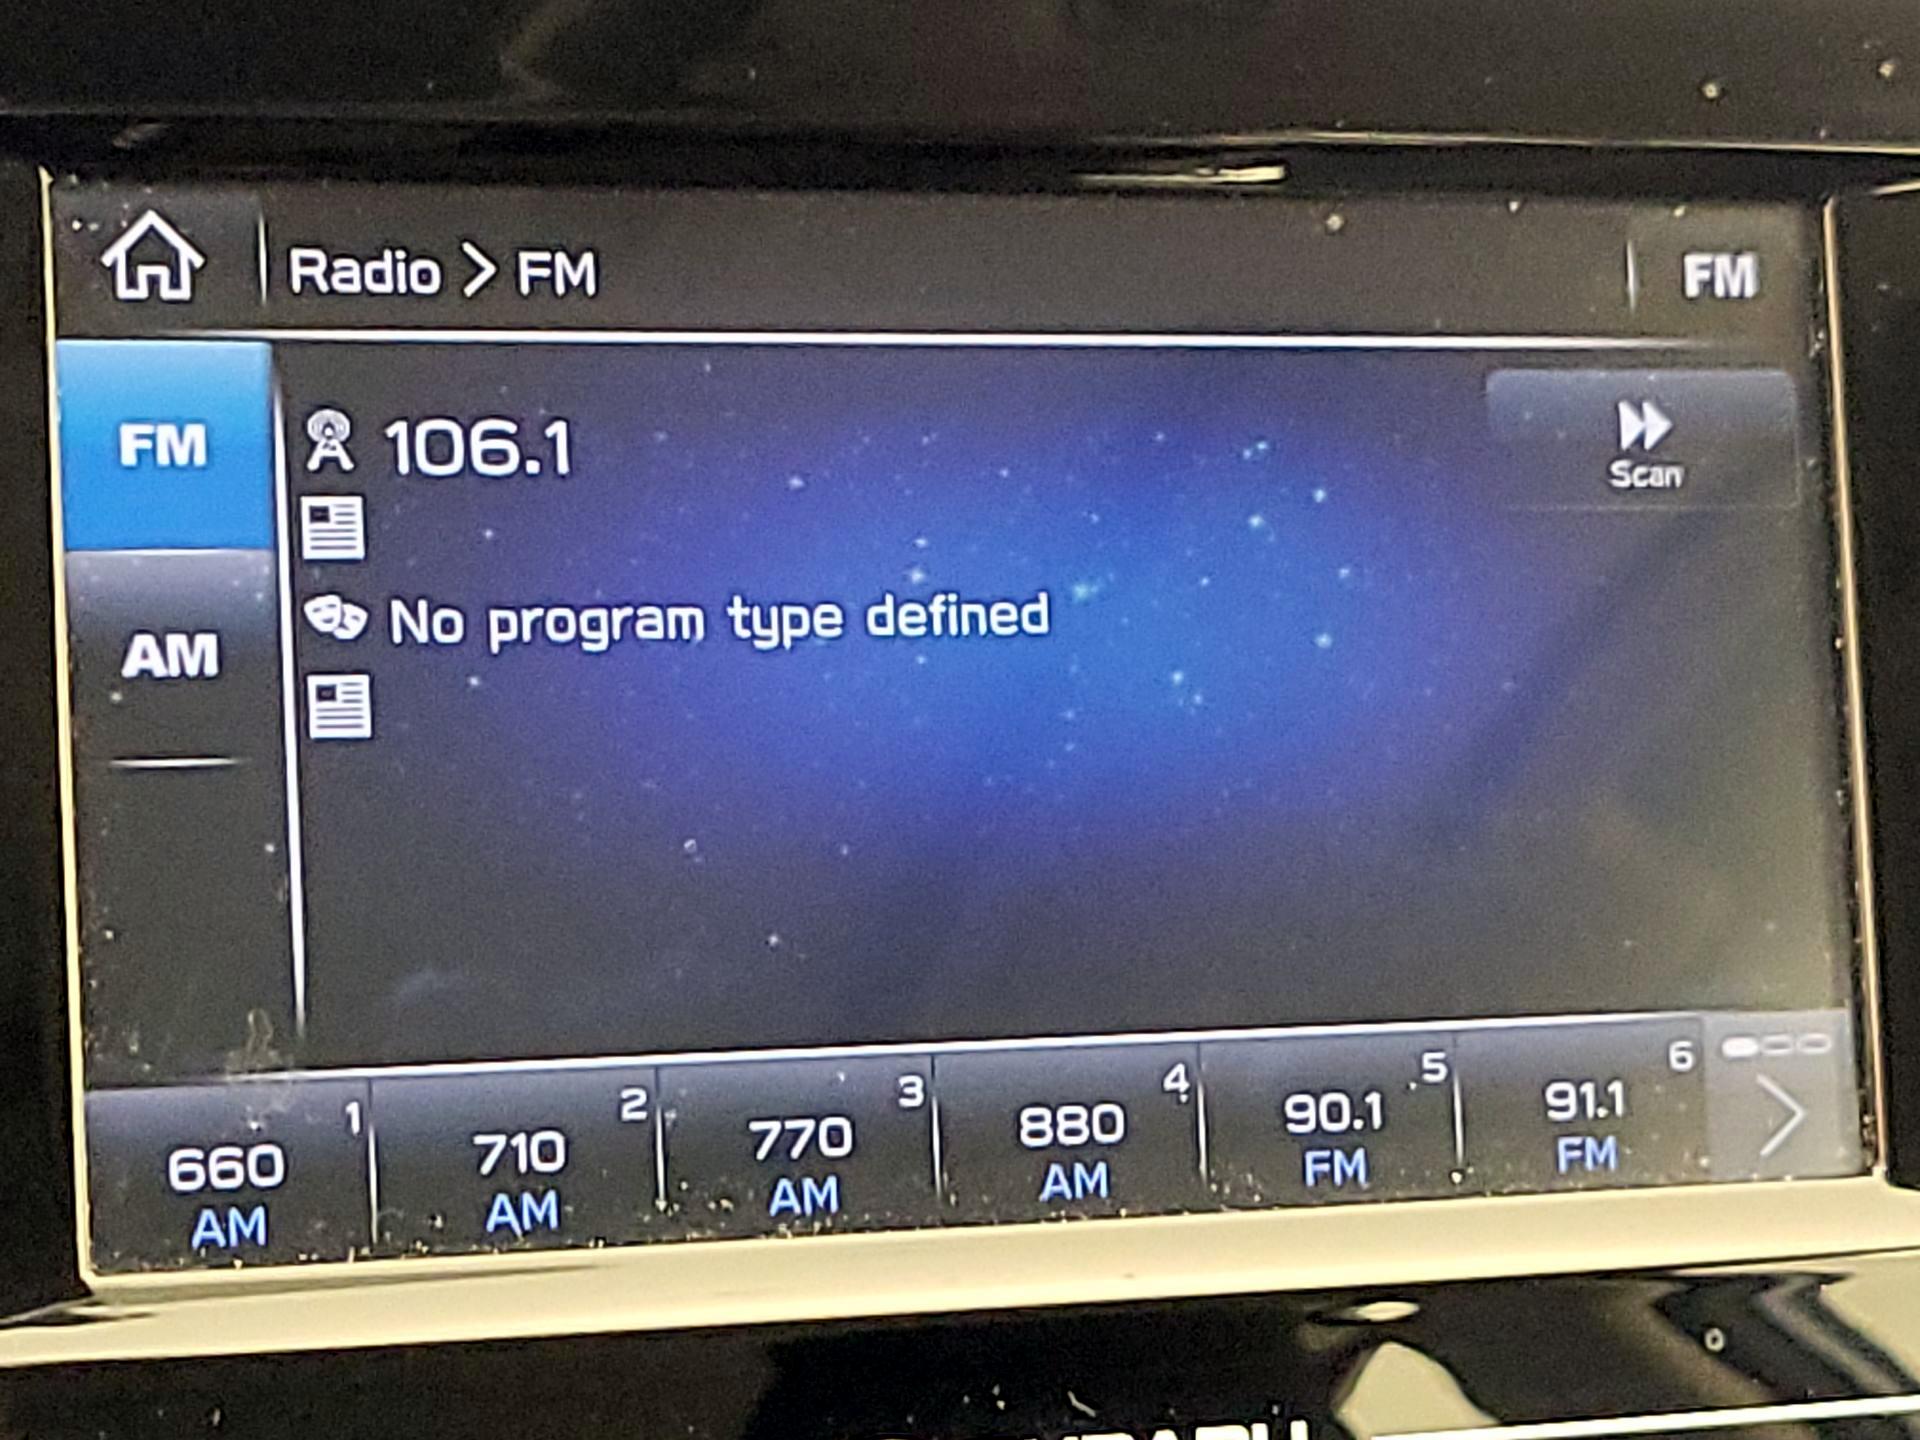 Radio > FM
FM
FM
106.1
Scan
No program type defined
AM
1
660
AM
2
710
AM
3
770
AM
4
880
AM
5
90.1
FM
6
91.1
FM